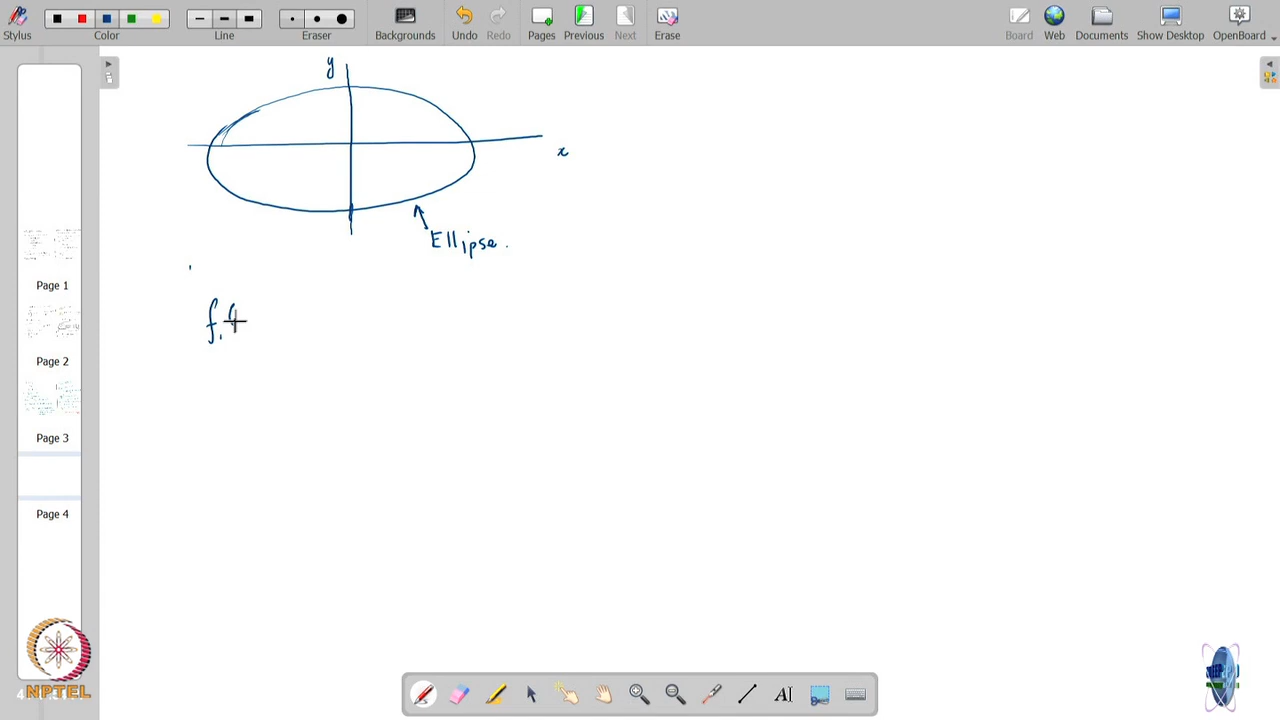 Stylus
Color
Line
Eraser
Backgrounds
Undo
Redo
Pages
Previous
Next
Erase
Board
Web
Documents
Show Desktop
OpenBoard
y
x
Ellipse.
f.
Page 1
Page 2
Page 3
Page 4
NPTEL